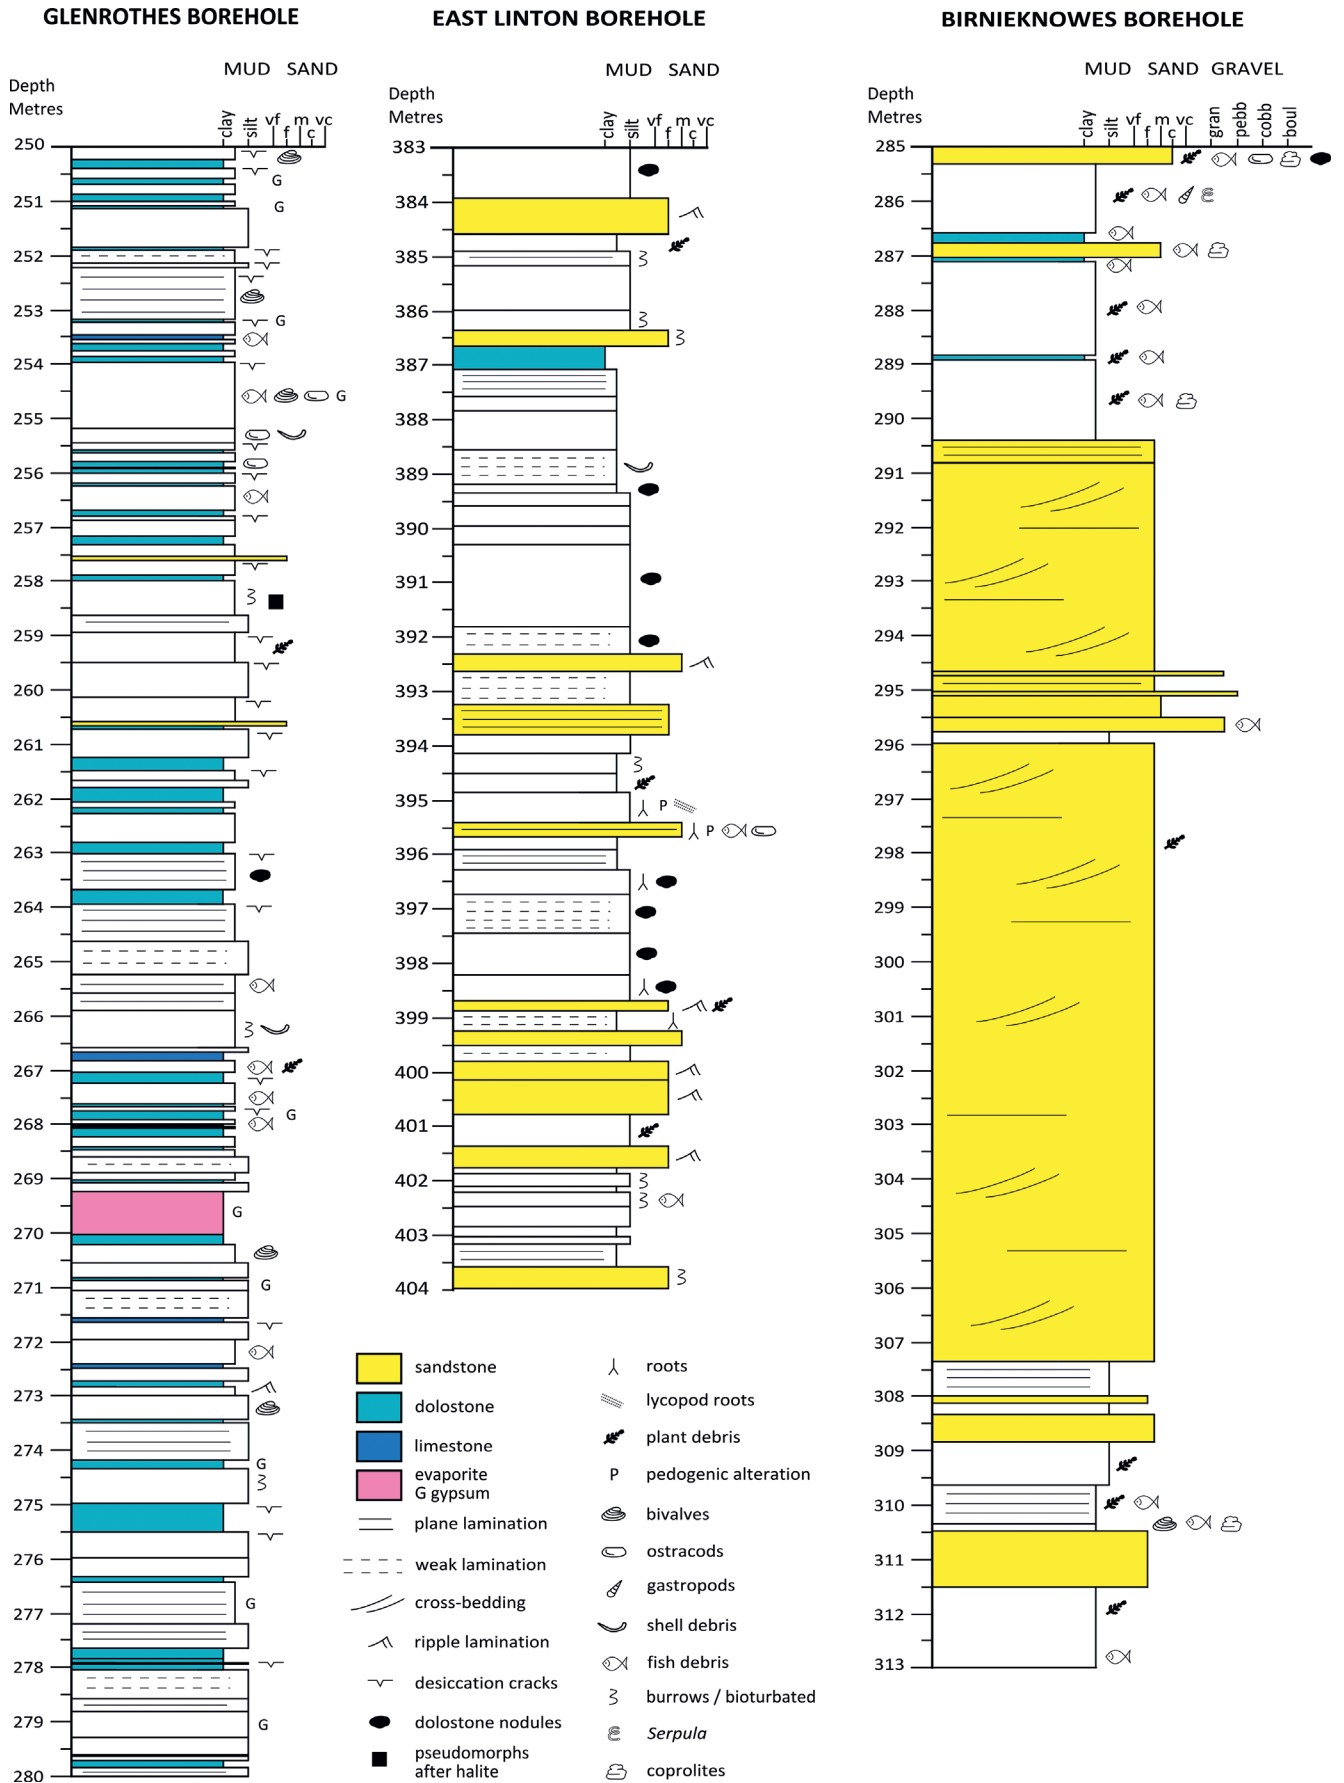 GLENROTHES BOREHOLE
EAST LINTON BOREHOLE
BIRNIEKNOWES BOREHOLE
Depth
Metres
MUD SAND
clay silt vf f m c vc
250
251
252
253
254
255
256
257
258
259
260
261
262
263
264
265
266
267
268
269
270
271
272
273
274
275
276
277
278
279
280
G
G
G
G
G
G
G
G
G
G
Depth
Metres
MUD SAND
clay silt vf f m c vc
383
384
385
386
387
388
389
390
391
392
393
394
395
396
397
398
399
400
401
402
403
404
P
P
Depth
Metres
MUD SAND GRAVEL
clay silt vf f m c vc gran pebb cobb boul
285
286
287
288
289
290
291
292
293
294
295
296
297
298
299
300
301
302
303
304
305
306
307
308
309
310
311
312
313
sandstone
dolostone
limestone
evaporite
G gypsum
plane lamination
weak lamination
cross-bedding
ripple lamination
desiccation cracks
dolostone nodules
pseudomorphs
after halite
roots
lycopod roots
plant debris
P pedogenic alteration
bivalves
ostracods
gastropods
shell debris
fish debris
burrows / bioturbated
Serpula
coprolites